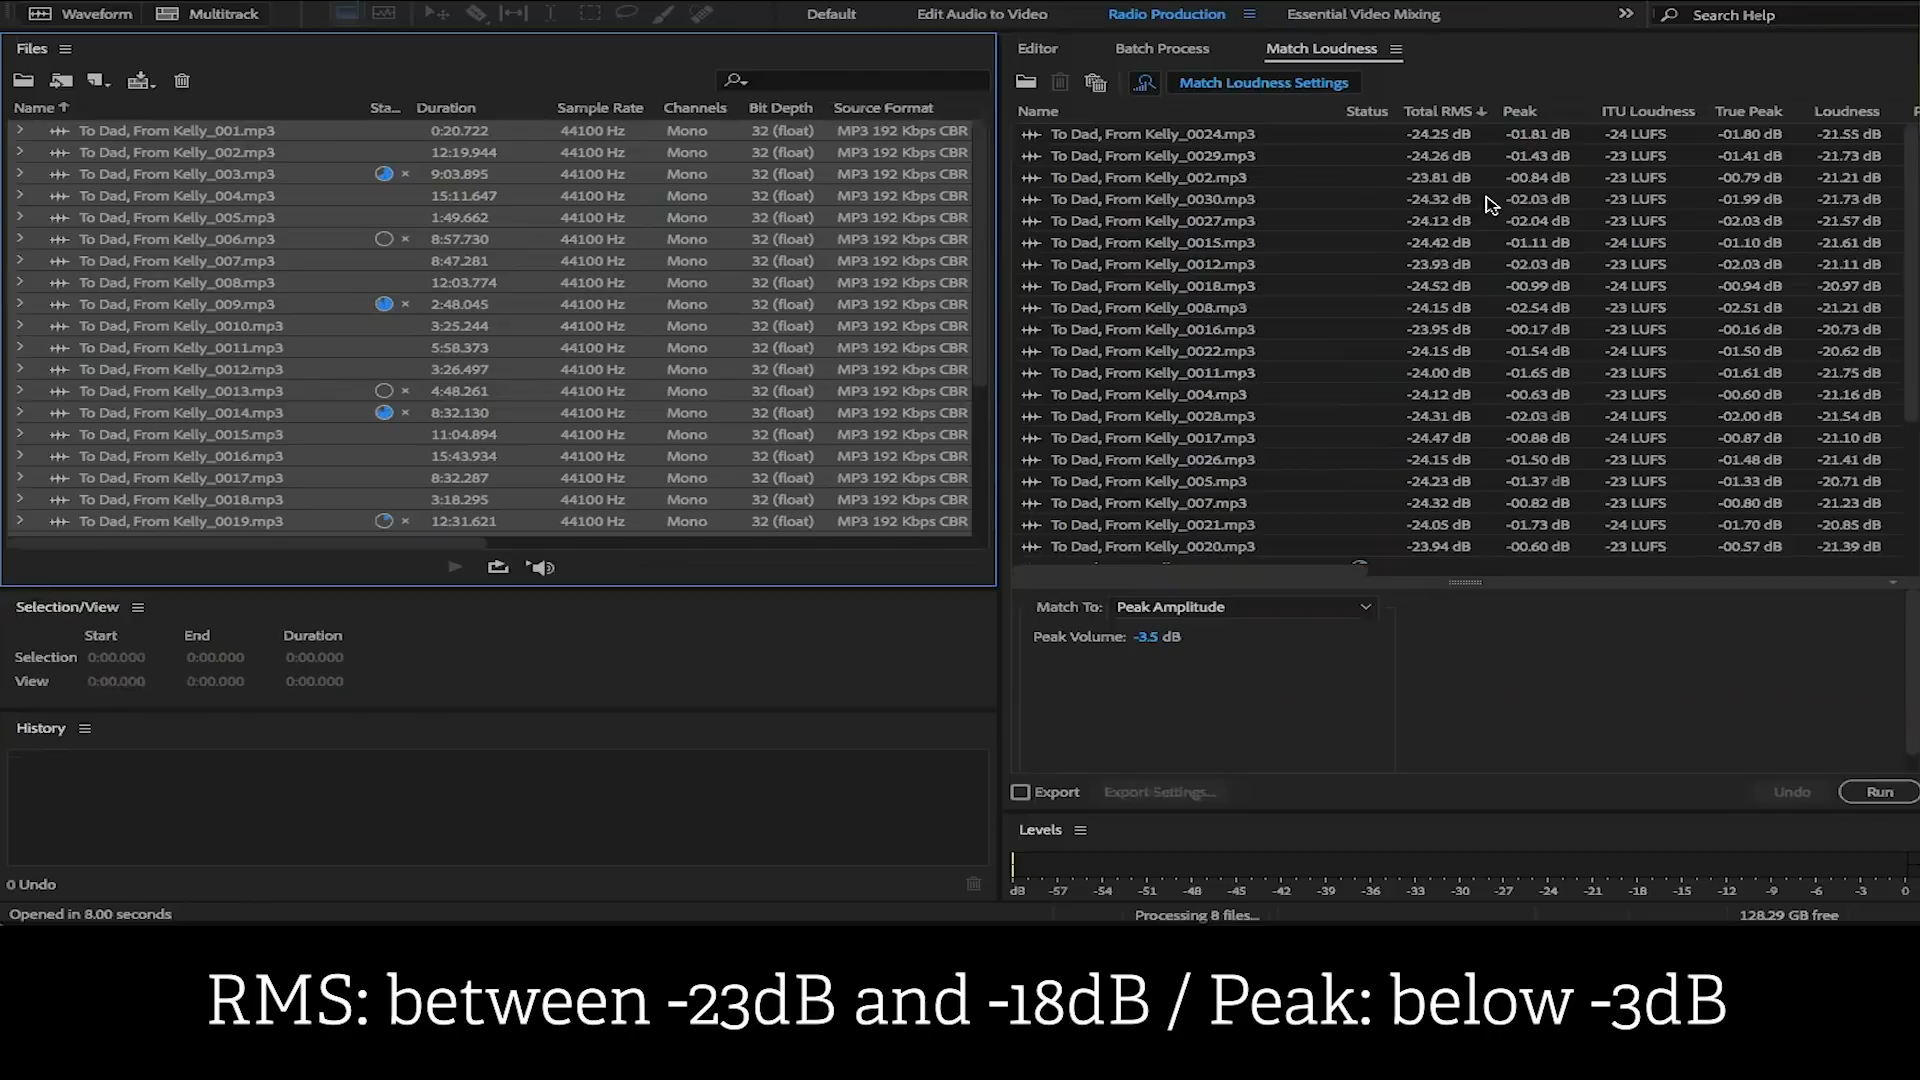 Waveform Multitrack Default Edit Audio to Video Radio Production Essential Video Mixing Search Help
Files
Name Sta... Duration Sample Rate Channels Bit Depth Source Format
To Dad, From Kelly_001.mp3 0:20.722 44100 Hz Mono 32 (float) MP3 192 Kbps CBR
To Dad, From Kelly_002.mp3 12:19.944 44100 Hz Mono 32 (float) MP3 192 Kbps CBR
To Dad, From Kelly_003.mp3 9:03.895 44100 Hz Mono 32 (float) MP3 192 Kbps CBR
To Dad, From Kelly_004.mp3 15:11.647 44100 Hz Mono 32 (float) MP3 192 Kbps CBR
To Dad, From Kelly_005.mp3 1:49.662 44100 Hz Mono 32 (float) MP3 192 Kbps CBR
To Dad, From Kelly_006.mp3 8:57.730 44100 Hz Mono 32 (float) MP3 192 Kbps CBR
To Dad, From Kelly_007.mp3 8:47.281 44100 Hz Mono 32 (float) MP3 192 Kbps CBR
To Dad, From Kelly_008.mp3 12:03.774 44100 Hz Mono 32 (float) MP3 192 Kbps CBR
To Dad, From Kelly_009.mp3 2:48.045 44100 Hz Mono 32 (float) MP3 192 Kbps CBR
To Dad, From Kelly_0010.mp3 3:25.244 44100 Hz Mono 32 (float) MP3 192 Kbps CBR
To Dad, From Kelly_0011.mp3 5:58.373 44100 Hz Mono 32 (float) MP3 192 Kbps CBR
To Dad, From Kelly_0012.mp3 3:26.497 44100 Hz Mono 32 (float) MP3 192 Kbps CBR
To Dad, From Kelly_0013.mp3 4:48.261 44100 Hz Mono 32 (float) MP3 192 Kbps CBR
To Dad, From Kelly_0014.mp3 8:32.130 44100 Hz Mono 32 (float) MP3 192 Kbps CBR
To Dad, From Kelly_0015.mp3 11:04.894 44100 Hz Mono 32 (float) MP3 192 Kbps CBR
To Dad, From Kelly_0016.mp3 15:43.934 44100 Hz Mono 32 (float) MP3 192 Kbps CBR
To Dad, From Kelly_0017.mp3 8:32.287 44100 Hz Mono 32 (float) MP3 192 Kbps CBR
To Dad, From Kelly_0018.mp3 3:18.295 44100 Hz Mono 32 (float) MP3 192 Kbps CBR
To Dad, From Kelly_0019.mp3 12:31.621 44100 Hz Mono 32 (float) MP3 192 Kbps CBR
Selection/View
Start End Duration
Selection 0:00.000 0:00.000 0:00.000
View 0:00.000 0:00.000 0:00.000
History
0 Undo
Opened in 8.00 seconds
Editor Batch Process Match Loudness
Match Loudness Settings
Name Status Total RMS Peak ITU Loudness True Peak Loudness
To Dad, From Kelly_0024.mp3 -24.25 dB -01.81 dB -24 LUFS -01.80 dB -21.55 dB
To Dad, From Kelly_0029.mp3 -24.26 dB -01.43 dB -23 LUFS -01.41 dB -21.73 dB
To Dad, From Kelly_002.mp3 -23.81 dB -00.84 dB -23 LUFS -00.79 dB -21.21 dB
To Dad, From Kelly_0030.mp3 -24.32 dB -02.03 dB -23 LUFS -01.99 dB -21.73 dB
To Dad, From Kelly_0027.mp3 -24.12 dB -02.04 dB -23 LUFS -02.03 dB -21.57 dB
To Dad, From Kelly_0015.mp3 -24.42 dB -01.11 dB -24 LUFS -01.10 dB -21.61 dB
To Dad, From Kelly_0012.mp3 -23.93 dB -02.03 dB -23 LUFS -02.03 dB -21.11 dB
To Dad, From Kelly_0018.mp3 -24.52 dB -00.99 dB -24 LUFS -00.94 dB -20.97 dB
To Dad, From Kelly_008.mp3 -24.15 dB -02.54 dB -23 LUFS -02.51 dB -21.21 dB
To Dad, From Kelly_0016.mp3 -23.95 dB -00.17 dB -23 LUFS -00.16 dB -20.73 dB
To Dad, From Kelly_0022.mp3 -24.15 dB -01.54 dB -24 LUFS -01.50 dB -20.62 dB
To Dad, From Kelly_0011.mp3 -24.00 dB -01.65 dB -23 LUFS -01.61 dB -21.75 dB
To Dad, From Kelly_004.mp3 -24.12 dB -00.63 dB -23 LUFS -00.60 dB -21.16 dB
To Dad, From Kelly_0028.mp3 -24.31 dB -02.03 dB -24 LUFS -02.00 dB -21.54 dB
To Dad, From Kelly_0017.mp3 -24.47 dB -00.88 dB -24 LUFS -00.87 dB -21.10 dB
To Dad, From Kelly_0026.mp3 -24.15 dB -01.50 dB -23 LUFS -01.48 dB -21.41 dB
To Dad, From Kelly_005.mp3 -24.23 dB -01.37 dB -23 LUFS -01.33 dB -20.71 dB
To Dad, From Kelly_007.mp3 -24.32 dB -00.82 dB -23 LUFS -00.80 dB -21.23 dB
To Dad, From Kelly_0021.mp3 -24.05 dB -01.73 dB -24 LUFS -01.70 dB -20.85 dB
To Dad, From Kelly_0020.mp3 -23.94 dB -00.60 dB -23 LUFS -00.57 dB -21.39 dB
Match To: Peak Amplitude
Peak Volume: -3.5 dB
Export Export Settings... Undo Run
Levels
dB -57 -54 -51 -48 -45 -42 -39 -36 -33 -30 -27 -24 -21 -18 -15 -12 -9 -6 -3 0
Processing 8 files... 128.29 GB free
RMS: between -23dB and -18dB / Peak: below -3dB